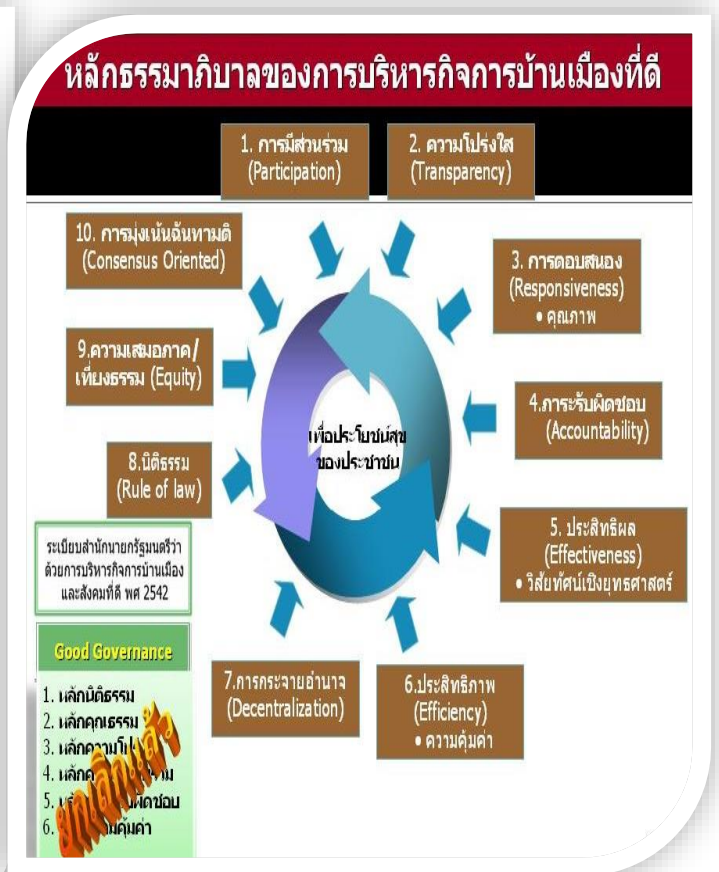 หลักธรรมาภิบาลของการบริหารกิจการบ้านเมืองที่ดี
1. การมีส่วนร่วม
(Participation)
2. ความโปร่งใส
(Transparency)
3. การตอบสนอง
(Responsiveness)
• คุณภาพ
4.ภาระรับผิดชอบ
(Accountability)
5. ประสิทธิผล
(Effectiveness)
• วิสัยทัศน์เชิงยุทธศาสตร์
6.ประสิทธิภาพ
(Efficiency)
• ความคุ้มค่า
7.การกระจายอำนาจ
(Decentralization)
8.นิติธรรม
(Rule of law)
9.ความเสมอภาค/
เที่ยงธรรม (Equity)
10. การมุ่งเน้นฉันทามติ
(Consensus Oriented)
เพื่อประโยชน์สุข
ของประชาชน
ระเบียบสำนักนายกรัฐมนตรีว่า
ด้วยการบริหารกิจการบ้านเมือง
และสังคมที่ดี พศ 2542
Good Governance
1. หลักนิติธรรม
2. หลักคุณธรรม
3.
4.
5.
6.
ยกเลิกแล้ว